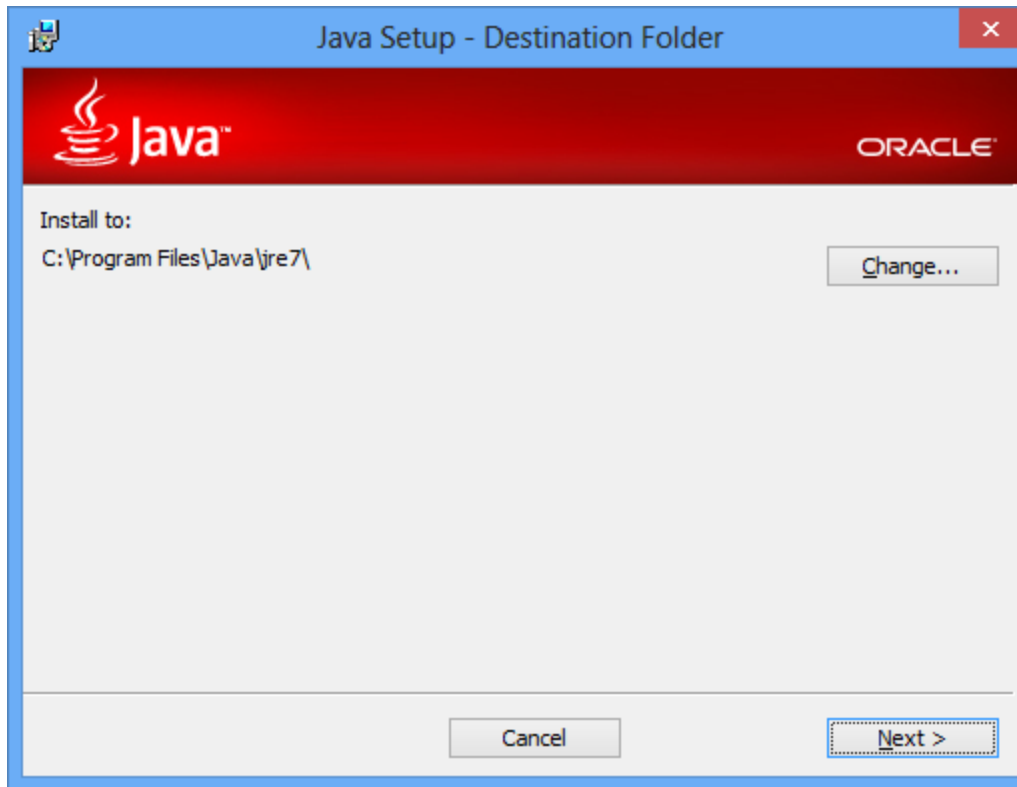 Java Setup - Destination Folder
Java™
ORACLE
Install to:
C:\Program Files\Java\jre7\
Change...
Cancel
Next >